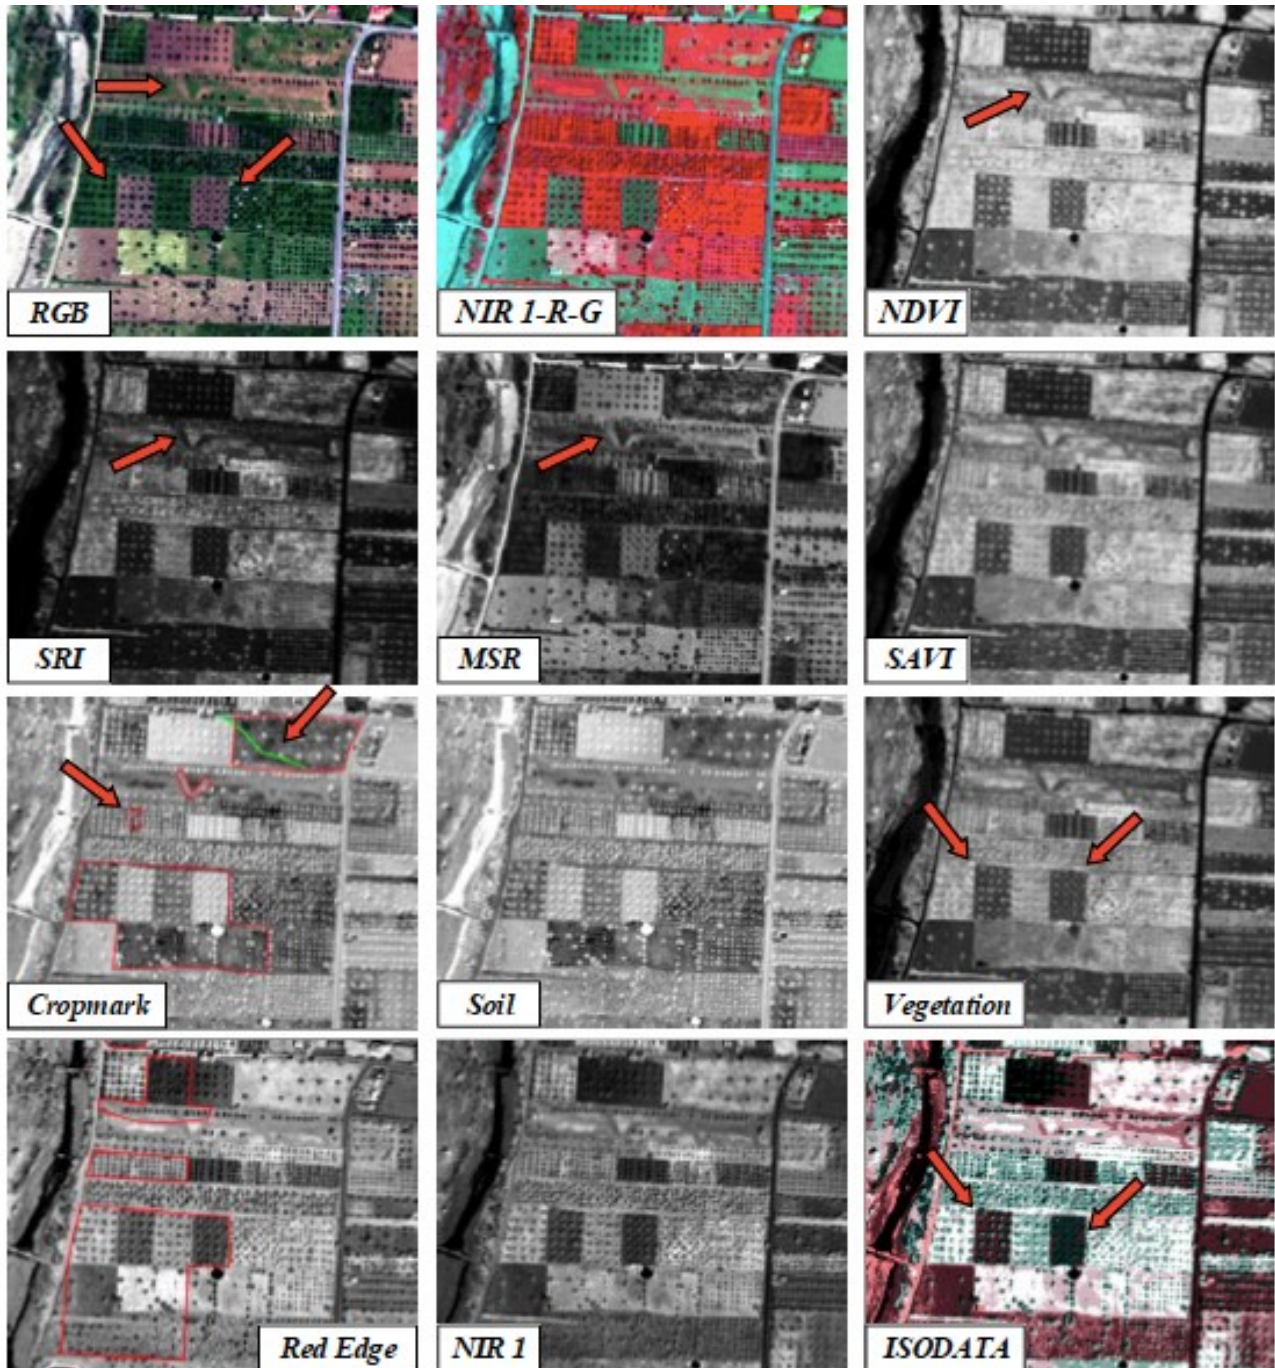 RGB
NIR 1-R-G
NDVI
SRI
MSR
SAVI
Cropmark
Soil
Vegetation
Red Edge
NIR 1
ISODATA